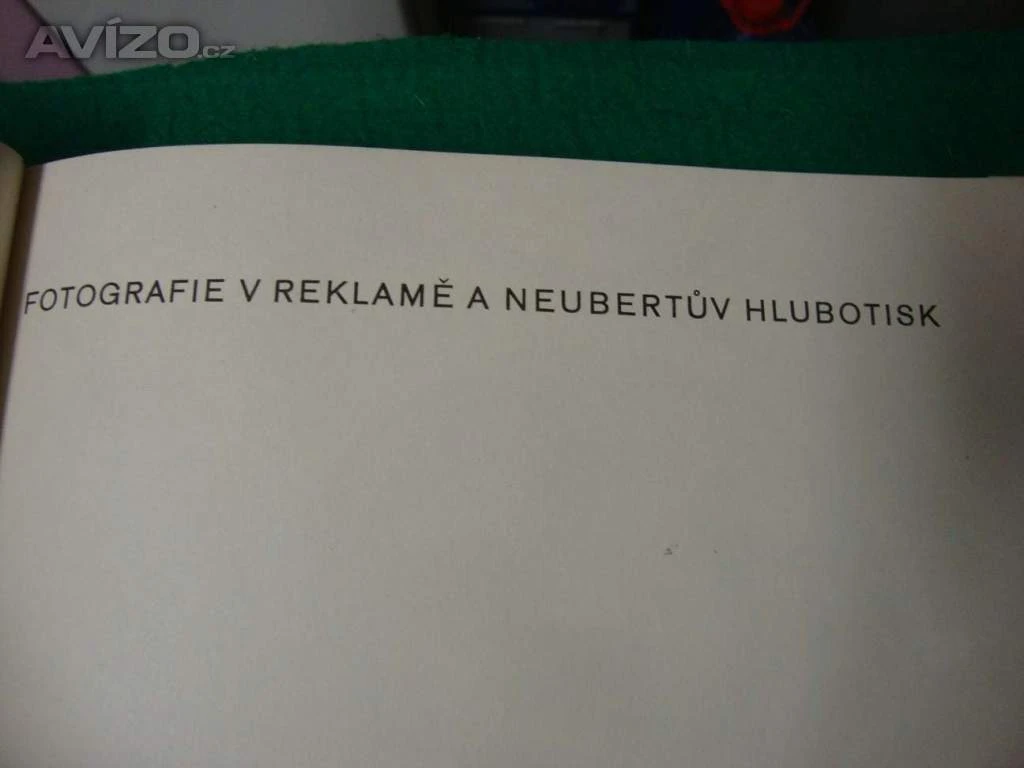 AVÍZO.cz
FOTOGRAFIE V REKLAMĚ A NEUBERTŮV HLUBOTISK